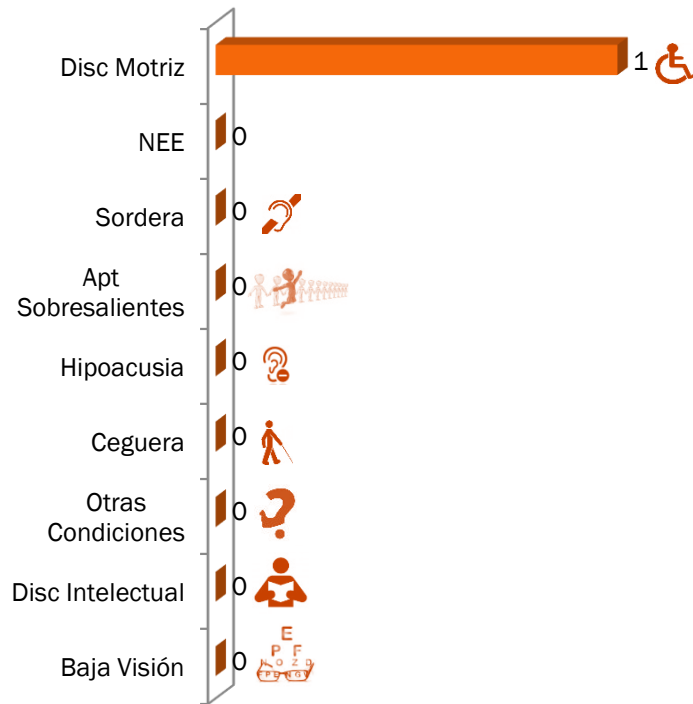 Disc Motriz 1
NEE 0
Sordera 0
Apt
Sobresalientes 0
Hipoacusia 0
Ceguera 0
Otras
Condiciones 0
Disc Intelectual 0
E
P F
O Z D
Baja Visión 0